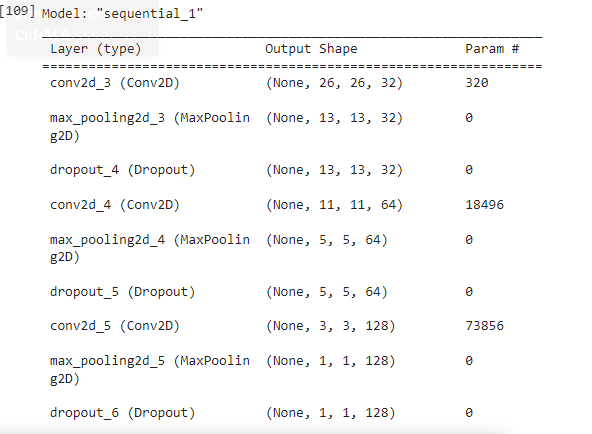 [109] Model: "sequential_1"
Layer (type) Output Shape Param #
conv2d_3 (Conv2D) (None, 26, 26, 32) 320
max_pooling2d_3 (MaxPoolin (None, 13, 13, 32) 0
g2D)
dropout_4 (Dropout) (None, 13, 13, 32) 0
conv2d_4 (Conv2D) (None, 11, 11, 64) 18496
max_pooling2d_4 (MaxPoolin (None, 5, 5, 64) 0
g2D)
dropout_5 (Dropout) (None, 5, 5, 64) 0
conv2d_5 (Conv2D) (None, 3, 3, 128) 73856
max_pooling2d_5 (MaxPoolin (None, 1, 1, 128) 0
g2D)
dropout_6 (Dropout) (None, 1, 1, 128) 0